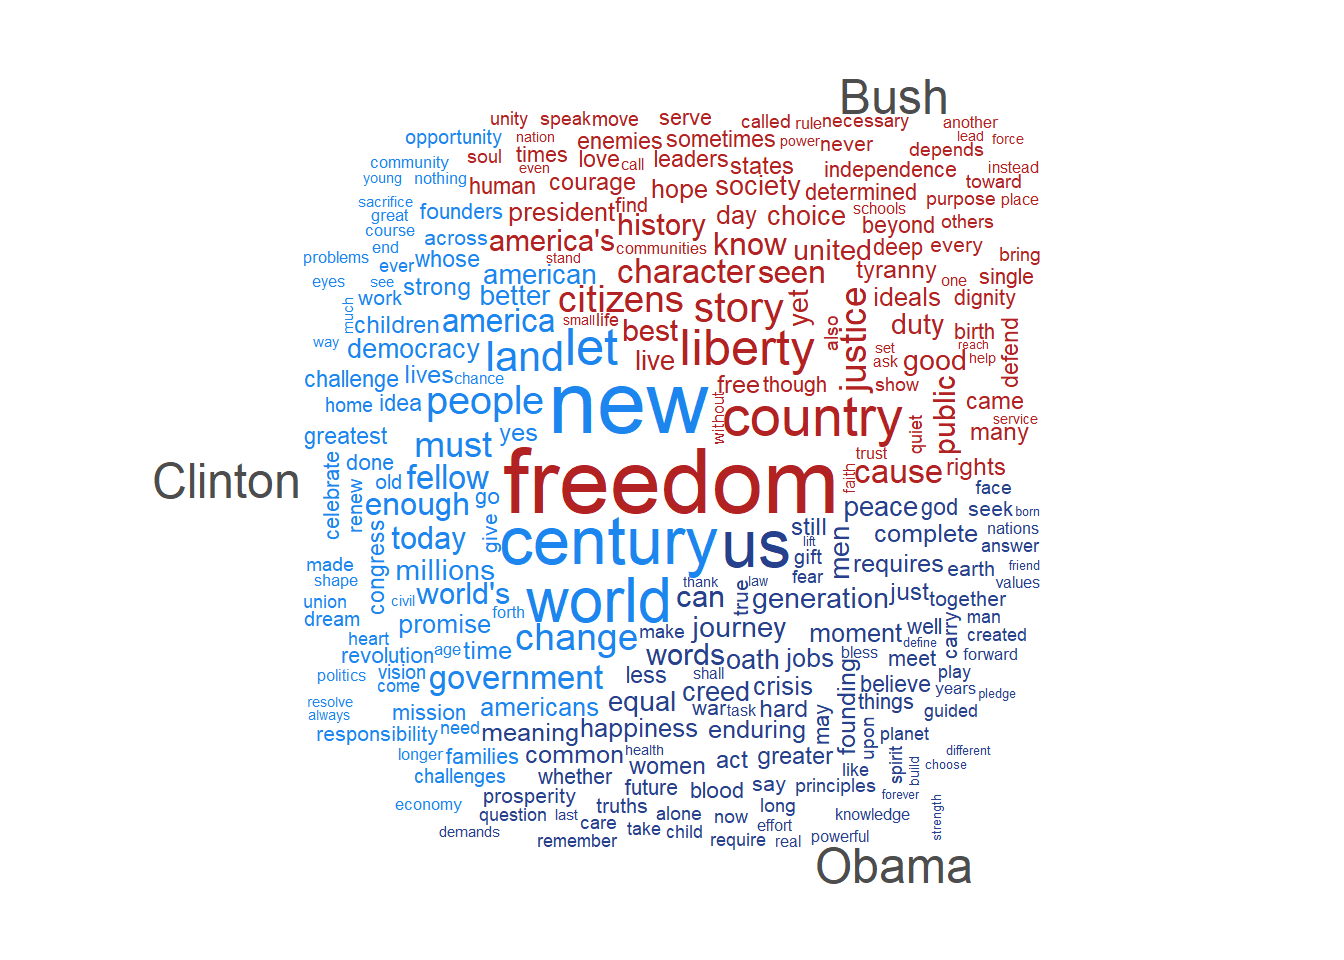 Bush
unity speak move serve called rule necessary another
opportunity nation enemies sometimes power never lead force
soul times love call leaders states depends
community even independence instead
young nothing human courage hope society determined toward
sacrifice founders president find day choice schools purpose place
great history beyond others
course across america's communities know united deep every
end whose stand bring
problems ever american character seen tyranny one single
eyes see strong better citizens story yet ideals dignity
much work small life
children america best also duty birth defend
way democracy land let live liberty justice set reach
challenge lives chance ask good help
home idea people new free though show
greatest without country quiet public came service
must yes many
Clinton
celebrate done fellow freedom faith trust cause rights
renew old face
enough go peace god seek born
congress today give century us still men complete nations
lift answer
made millions gift requires earth friend
shape world's world thank fear values
union civil forth can true law generation just together
dream promise change make journey moment well carry man
heart define created
revolution age time words oath jobs bless meet forward
politics vision government less shall founding believe play
come creed crisis years pledge
resolve americans equal war task hard may things guided
always mission
responsibility need meaning happiness enduring upon planet
longer families common health women act greater like spirit different
challenges whether build choose
prosperity future blood say principles forever
economy question last truths alone now long knowledge strength
demands care take child effort powerful
remember require real
Obama